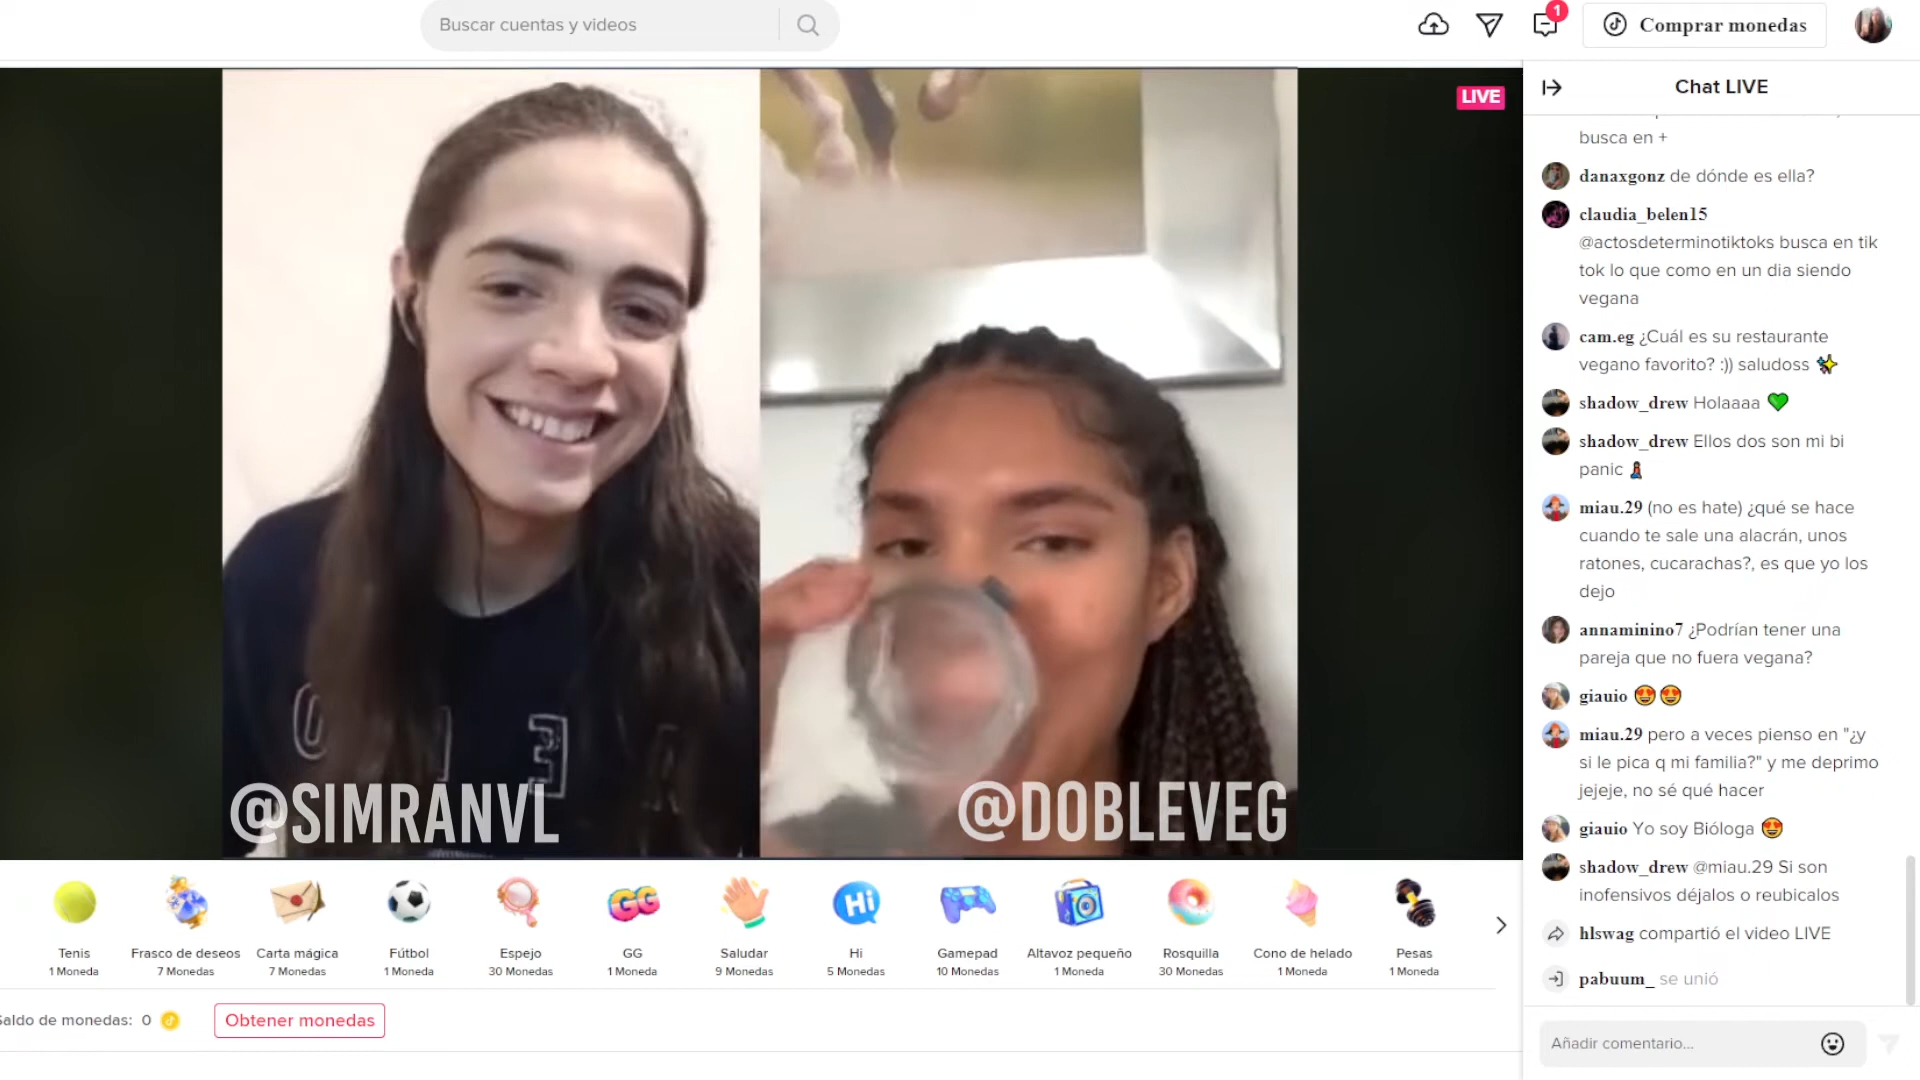 Buscar cuentas y videos
1
Comprar monedas
LIVE
Chat LIVE
busca en +
danaxgonz de dónde es ella?
claudia_belen15
@actosdeterminotiktoks busca en tik
tok lo que como en un dia siendo
vegana
cam.eg ¿Cuál es su restaurante
vegano favorito? :)) saludoss ✨
shadow_drew Holaaaa 💚
shadow_drew Ellos dos son mi bi
panic
miau.29 (no es hate) ¿qué se hace
cuando te sale una alacrán, unos
ratones, cucarachas?, es que yo los
dejo
annaminino7 ¿Podrían tener una
pareja que no fuera vegana?
giauio 😍😍
miau.29 pero a veces pienso en "¿y
si le pica q mi familia?" y me deprimo
jejeje, no sé qué hacer
giauio Yo soy Bióloga 😍
shadow_drew @miau.29 Si son
inofensivos déjalos o reubicalos
hlswag compartió el video LIVE
pabuum_ se unió
Añadir comentario...
@SIMRANVL
@DOBLEVEG
GG
Hi
Tenis
1 Moneda
Frasco de deseos
7 Monedas
Carta mágica
7 Monedas
Fútbol
1 Moneda
Espejo
30 Monedas
GG
1 Moneda
Saludar
9 Monedas
Hi
5 Monedas
Gamepad
10 Monedas
Altavoz pequeño
1 Moneda
Rosquilla
30 Monedas
Cono de helado
1 Moneda
Pesas
1 Moneda
Saldo de monedas: 0
Obtener monedas